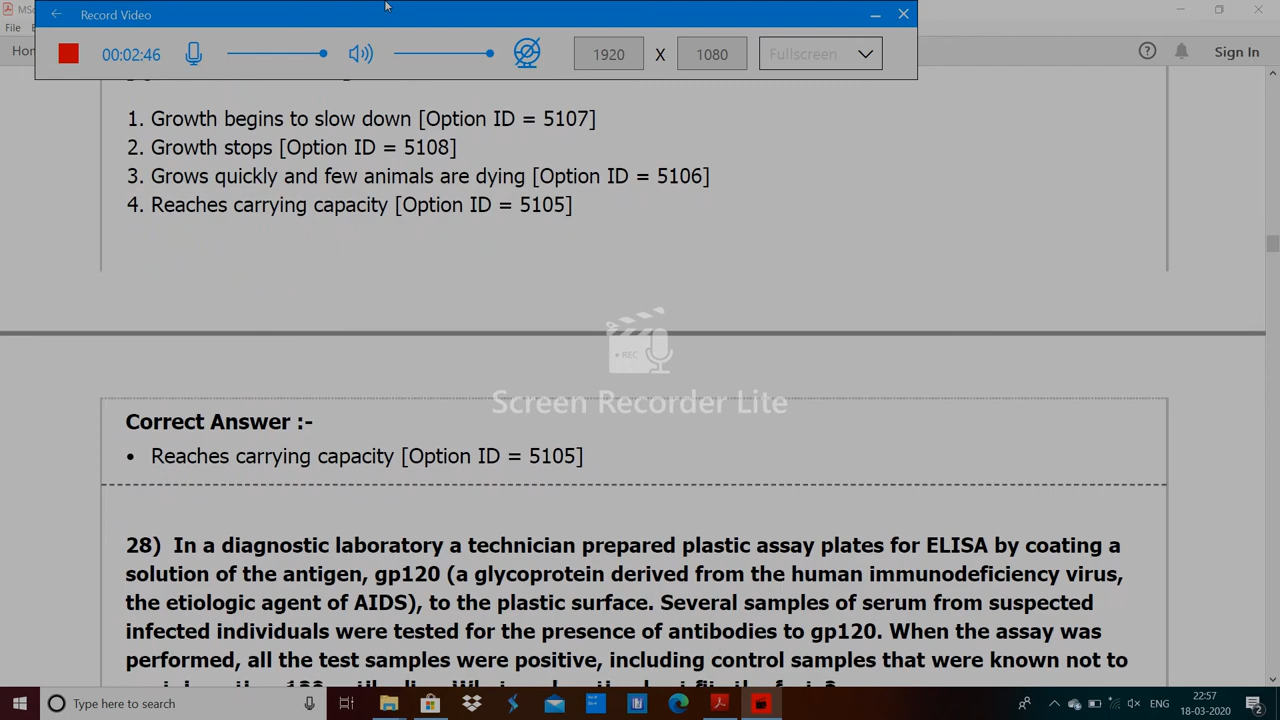 Record Video
MS
File
Hon
00:02:46
1920 X 1080 Fullscreen
Sign In
1. Growth begins to slow down [Option ID = 5107]
2. Growth stops [Option ID = 5108]
3. Grows quickly and few animals are dying [Option ID = 5106]
4. Reaches carrying capacity [Option ID = 5105]
• REC
Screen Recorder Lite
Correct Answer :-
• Reaches carrying capacity [Option ID = 5105]
28) In a diagnostic laboratory a technician prepared plastic assay plates for ELISA by coating a
solution of the antigen, gp120 (a glycoprotein derived from the human immunodeficiency virus,
the etiologic agent of AIDS), to the plastic surface. Several samples of serum from suspected
infected individuals were tested for the presence of antibodies to gp120. When the assay was
performed, all the test samples were positive, including control samples that were known not to
Type here to search
ENG
22:57
18-03-2020
2